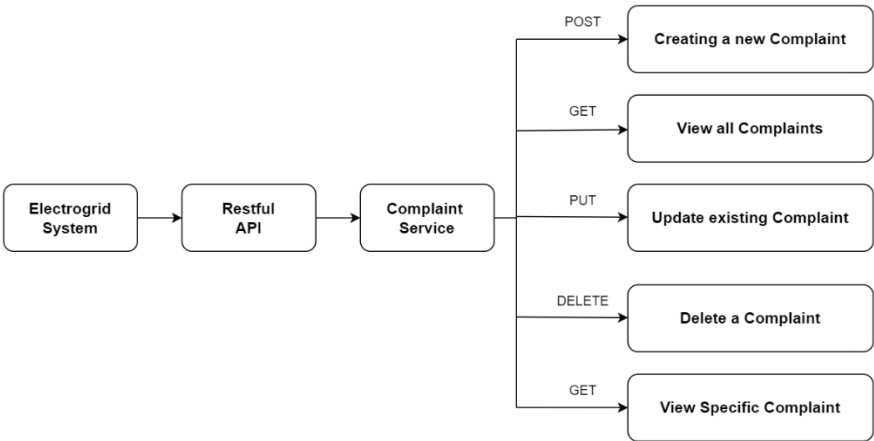 POST
Creating a new Complaint
GET
View all Complaints
Electrogrid
System
Restful
API
Complaint
Service
PUT
Update existing Complaint
DELETE
Delete a Complaint
GET
View Specific Complaint